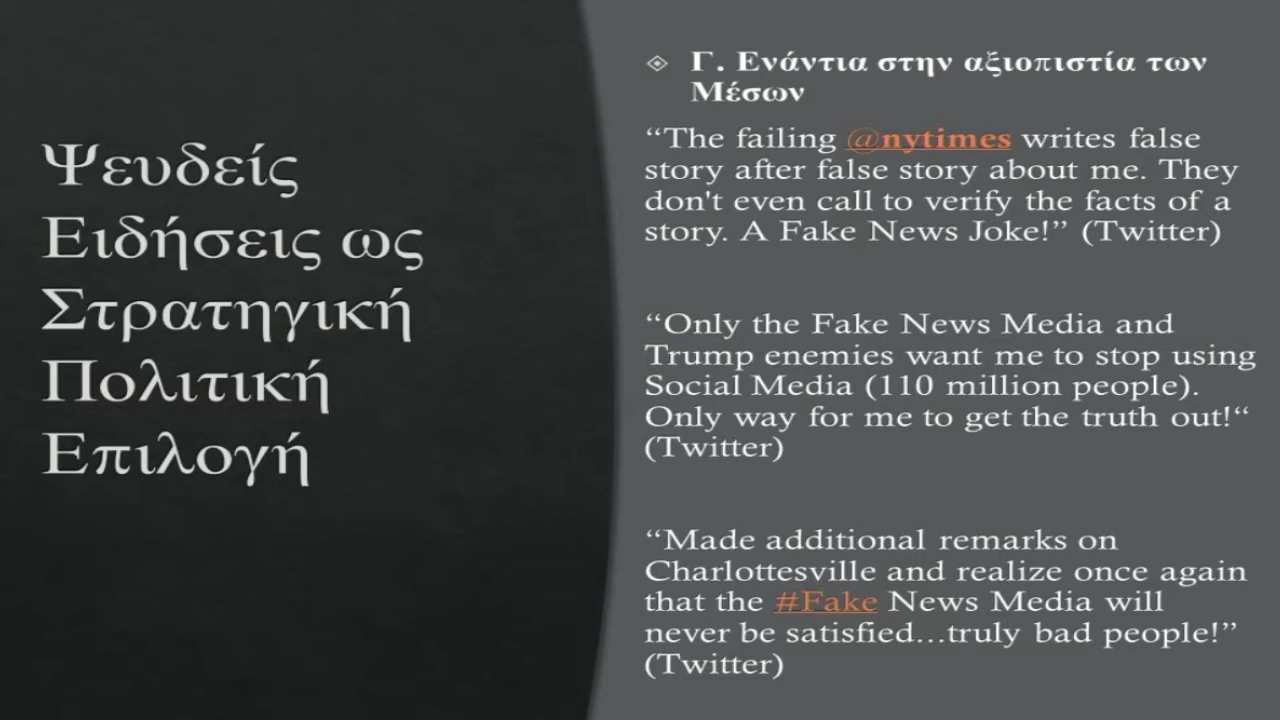 Ψευδείς
Ειδήσεις ως
Στρατηγική
Πολιτική
Επιλογή
Γ. Ενάντια στην αξιοπιστία των
Μέσων
“The failing @nytimes writes false
story after false story about me. They
don't even call to verify the facts of a
story. A Fake News Joke!” (Twitter)
“Only the Fake News Media and
Trump enemies want me to stop using
Social Media (110 million people).
Only way for me to get the truth out!“
(Twitter)
“Made additional remarks on
Charlottesville and realize once again
that the #Fake News Media will
never be satisfied...truly bad people!”
(Twitter)